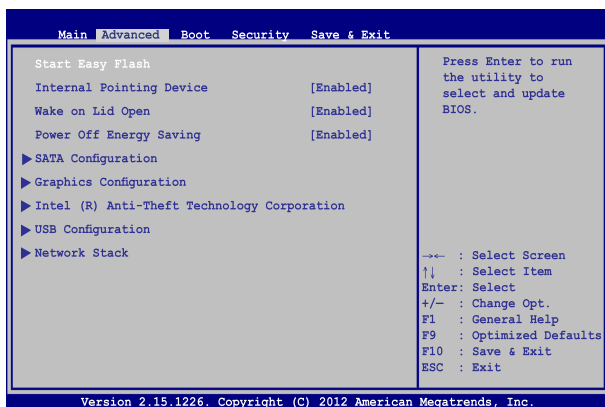 Main Advanced Boot Security Save & Exit
Start Easy Flash
Internal Pointing Device [Enabled]
Wake on Lid Open [Enabled]
Power Off Energy Saving [Enabled]
SATA Configuration
Graphics Configuration
Intel (R) Anti-Theft Technology Corporation
USB Configuration
Network Stack
Press Enter to run
the utility to
select and update
BIOS.
→← : Select Screen
↑↓ : Select Item
Enter: Select
+/— : Change Opt.
F1 : General Help
F9 : Optimized Defaults
F10 : Save & Exit
ESC : Exit
Version 2.15.1226. Copyright (C) 2012 American Megatrends, Inc.